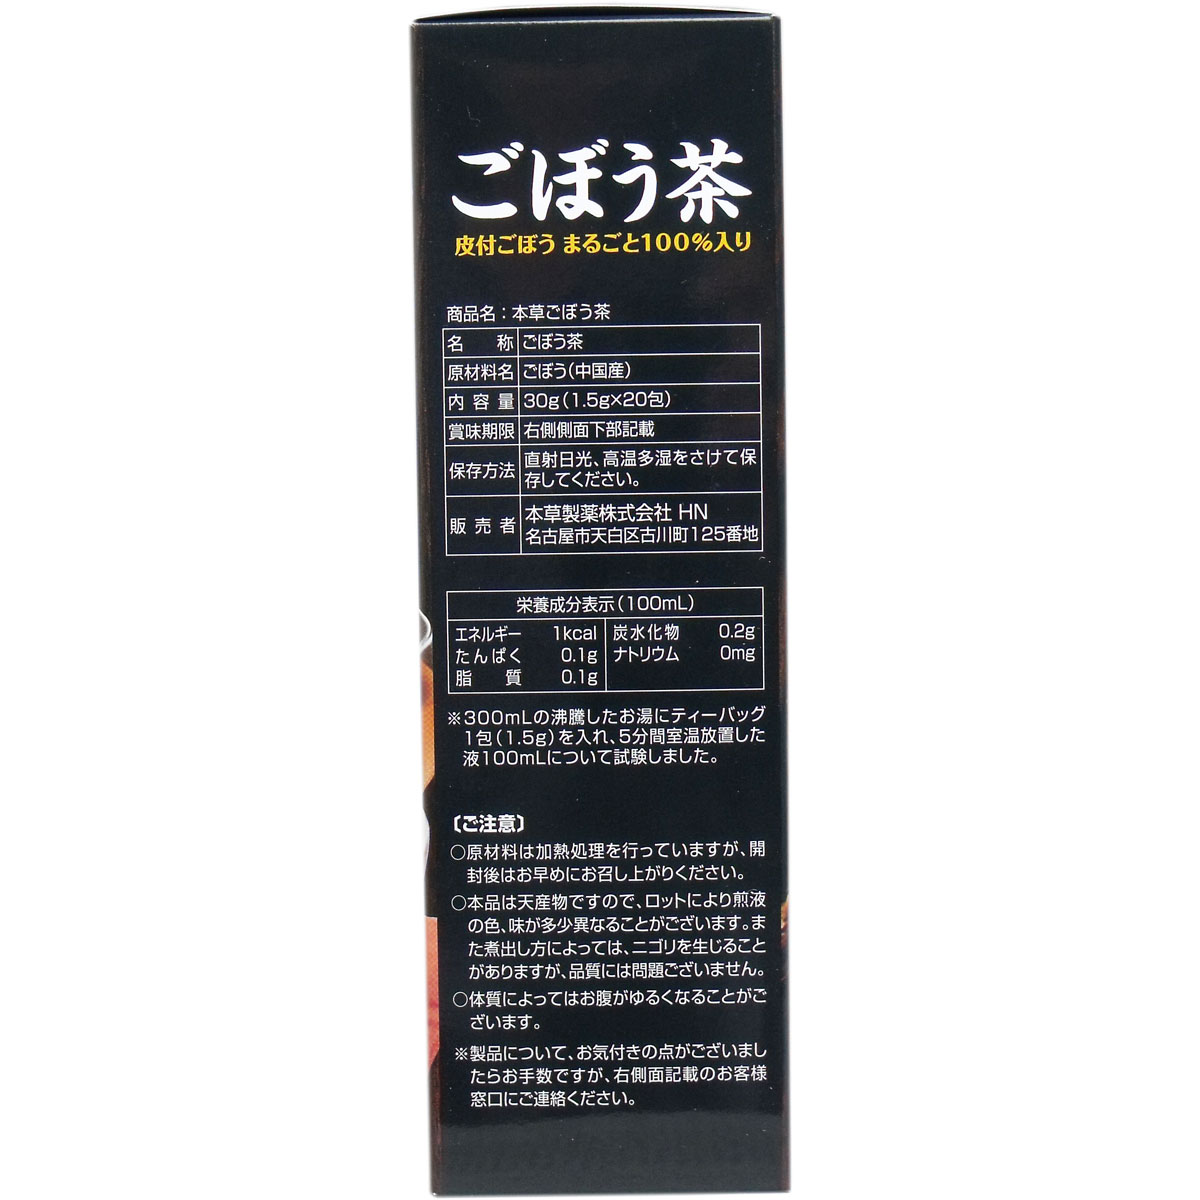 ごぼう茶
皮付ごぼう まるごと100%入り
商品名：本草ごぼう茶
名　称 ごぼう茶
原材料名 ごぼう（中国産）
内容量 30g（1.5g×20包）
賞味期限 右側側面下部記載
保存方法 直射日光、高温多湿をさけて保
存してください。
販売者 本草製薬株式会社 HN
名古屋市天白区古川町125番地
栄養成分表示（100mL）
エネルギー 1kcal 炭水化物 0.2g
たんぱく 0.1g ナトリウム 0mg
脂　質 0.1g
※300mLの沸騰したお湯にティーバッグ
1包（1.5g）を入れ、5分間室温放置した
液100mLについて試験しました。
〔ご注意〕
○原材料は加熱処理を行っていますが、開
封後はお早めにお召し上がりください。
○本品は天産物ですので、ロットにより煎液
の色、味が多少異なることがございます。ま
た煮出し方によっては、ニゴリを生じること
がありますが、品質には問題ございません。
○体質によってはお腹がゆるくなることがご
ざいます。
※製品について、お気付きの点がございまし
たらお手数ですが、右側面記載のお客様
窓口にご連絡ください。